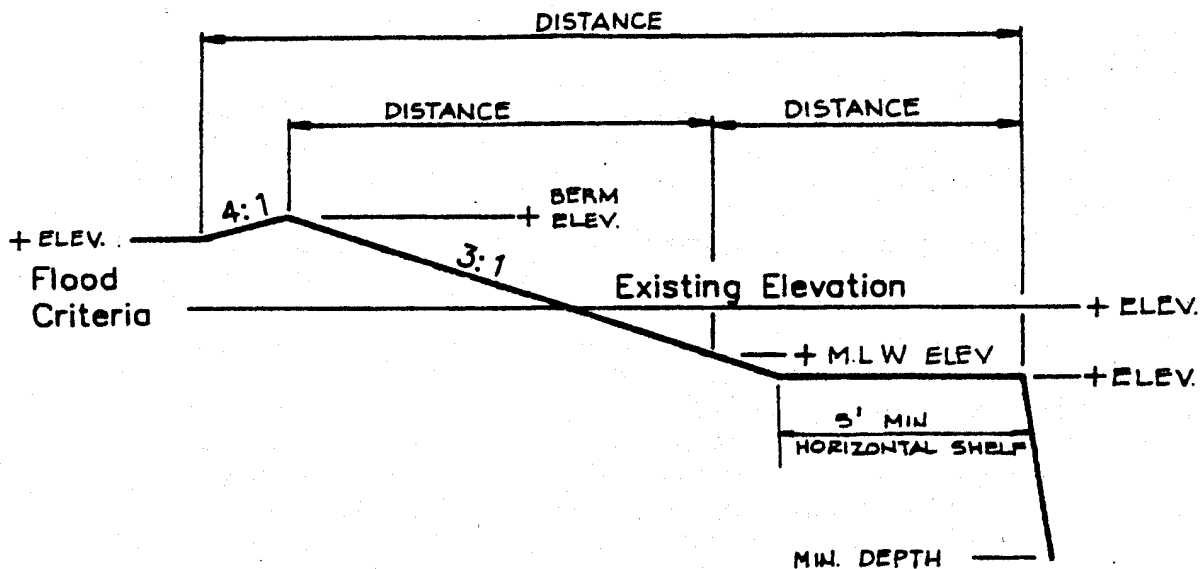 DISTANCE
DISTANCE
DISTANCE
4:1
+ BERM
ELEV.
+ ELEV.
3:1
Flood
Criteria
Existing Elevation
+ ELEV.
+ M.L W ELEV
+ ELEV.
5' MIN
HORIZONTAL SHELF
MIN. DEPTH